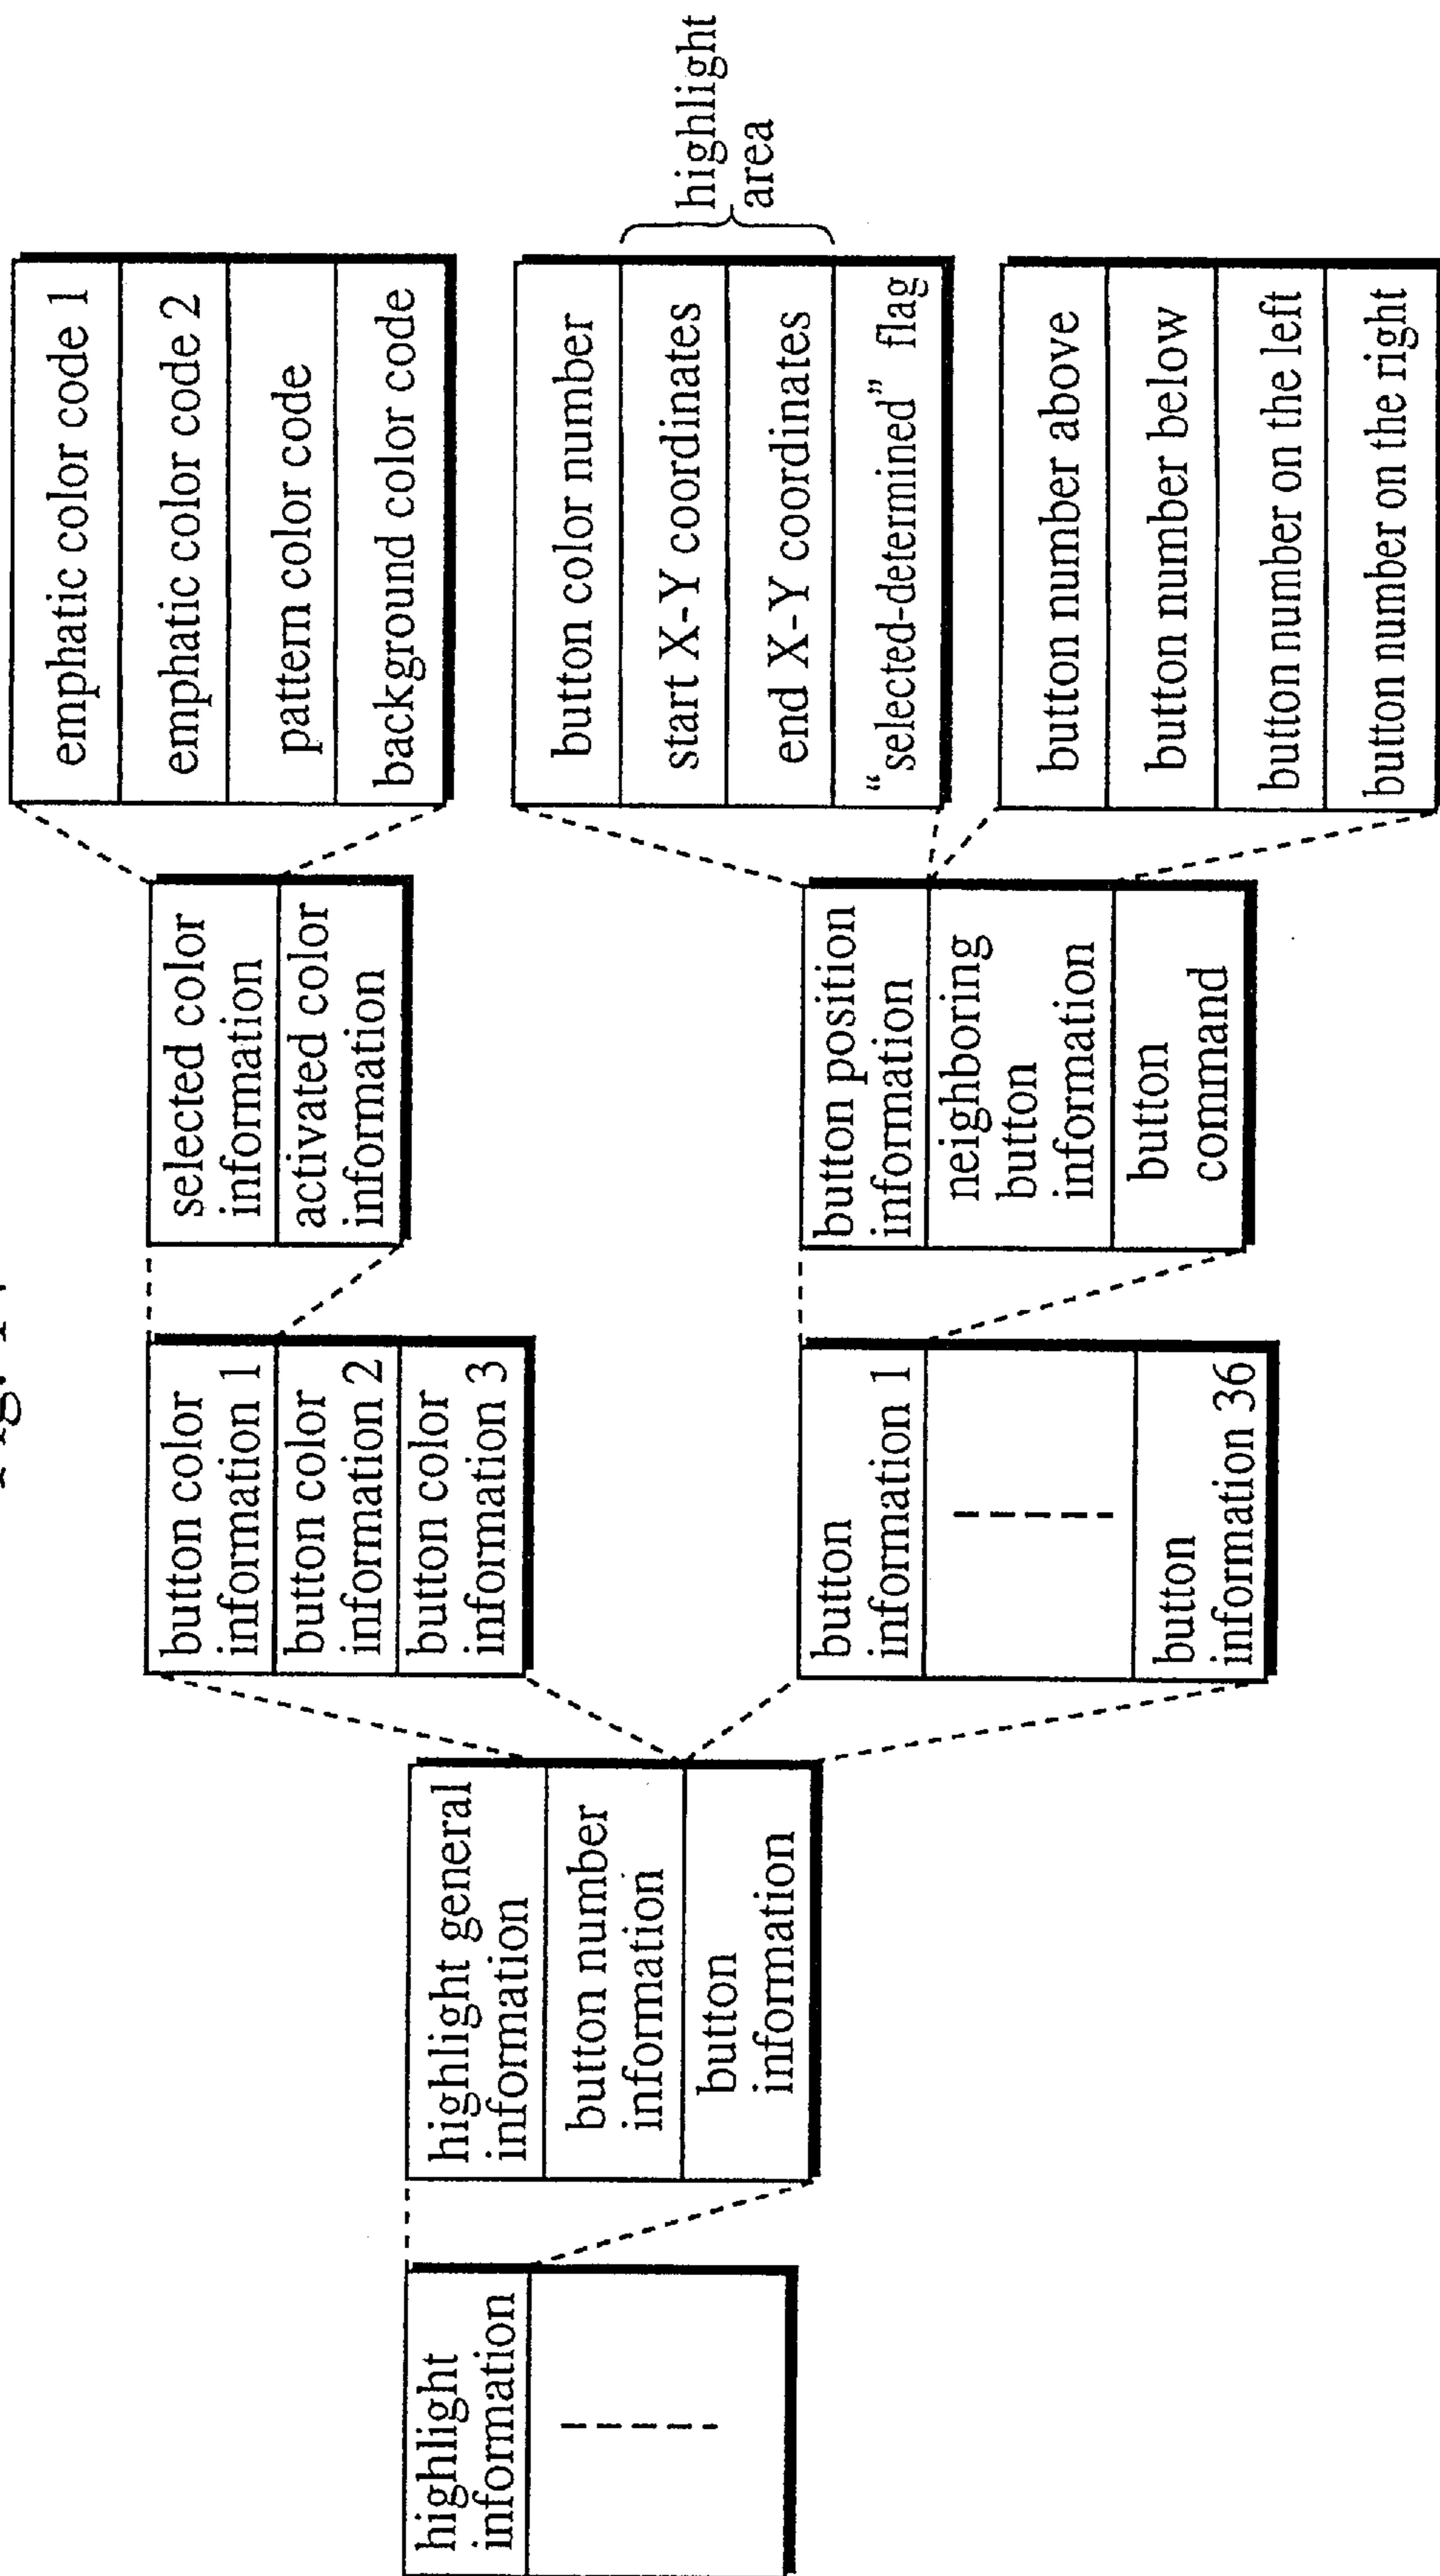 highlight
information
highlight general
information
button number
information
button
information
button color
information 1
button color
information 2
button color
information 3
button
information 1
button
information 36
selected color
information
activated color
information
button position
information
neighboring
button
information
button
command
emphatic color code 1
emphatic color code 2
pattern color code
background color code
button color number
start X-Y coordinates
end X-Y coordinates
“selected-determined” flag
highlight
area
button number above
button number below
button number on the left
button number on the right